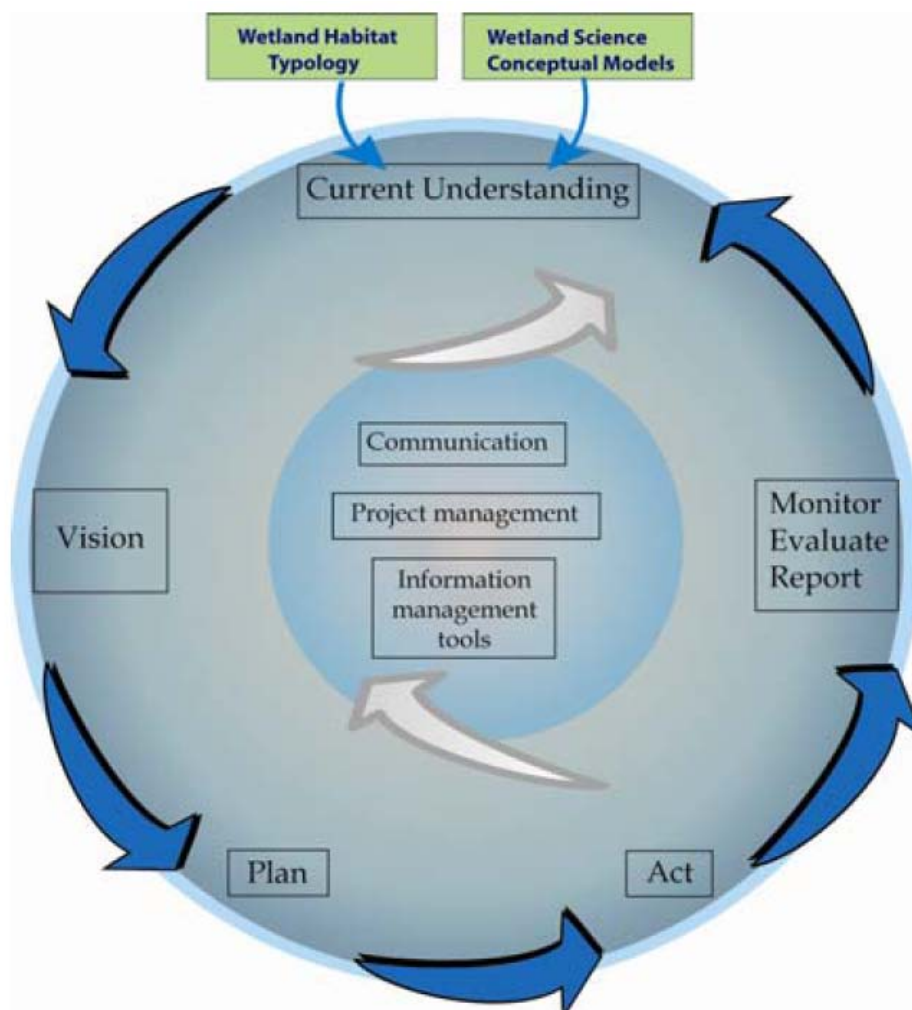 Wetland Habitat
Typology
Wetland Science
Conceptual Models
Current Understanding
Communication
Project management
Information
management
tools
Vision
Monitor
Evaluate
Report
Plan
Act